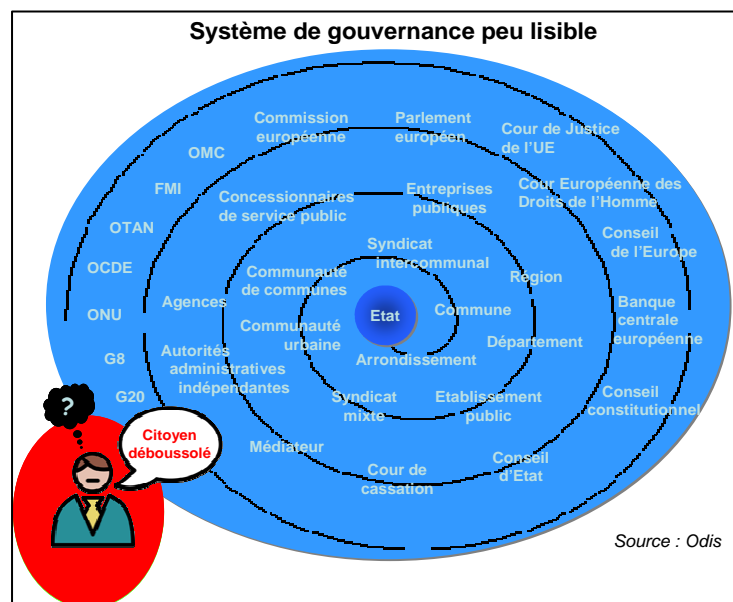 Système de gouvernance peu lisible
Commission
européenne
Parlement
européen
Cour de Justice
de l'UE
OMC
FMI
Concessionnaires
de service public
Entreprises
publiques
Cour Européenne des
Droits de l'Homme
OTAN
Syndicat
intercommunal
Conseil
de l'Europe
OCDE
Communauté
de communes
Région
ONU
Agences
Etat
Commune
Banque
centrale
européenne
Communauté
urbaine
Département
G8
Autorités
administratives
indépendantes
Arrondissement
G20
Syndicat
mixte
Etablissement
public
Conseil
constitutionnel
?
Citoyen
déboussolé
Médiateur
Cour de
cassation
Conseil
d'Etat
Source : Odis